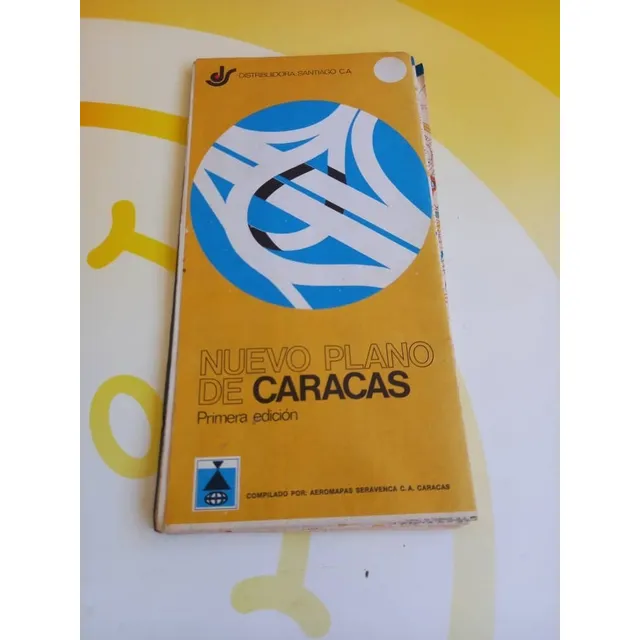 DISTRIBUIDORA SANTIAGO C.A.
NUEVO PLANO
DE CARACAS
Primera edición
COMPILADO POR: AEROMAPAS SERAVENCA C.A. CARACAS